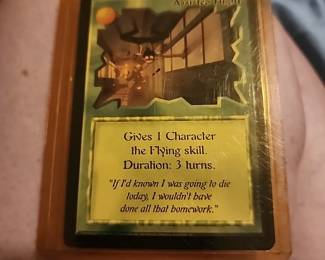 Gives 1 Character
the Flying skill.
Duration: 3 turns.
"If I'd known I was going to die
today, I wouldn't have
done all that homework."